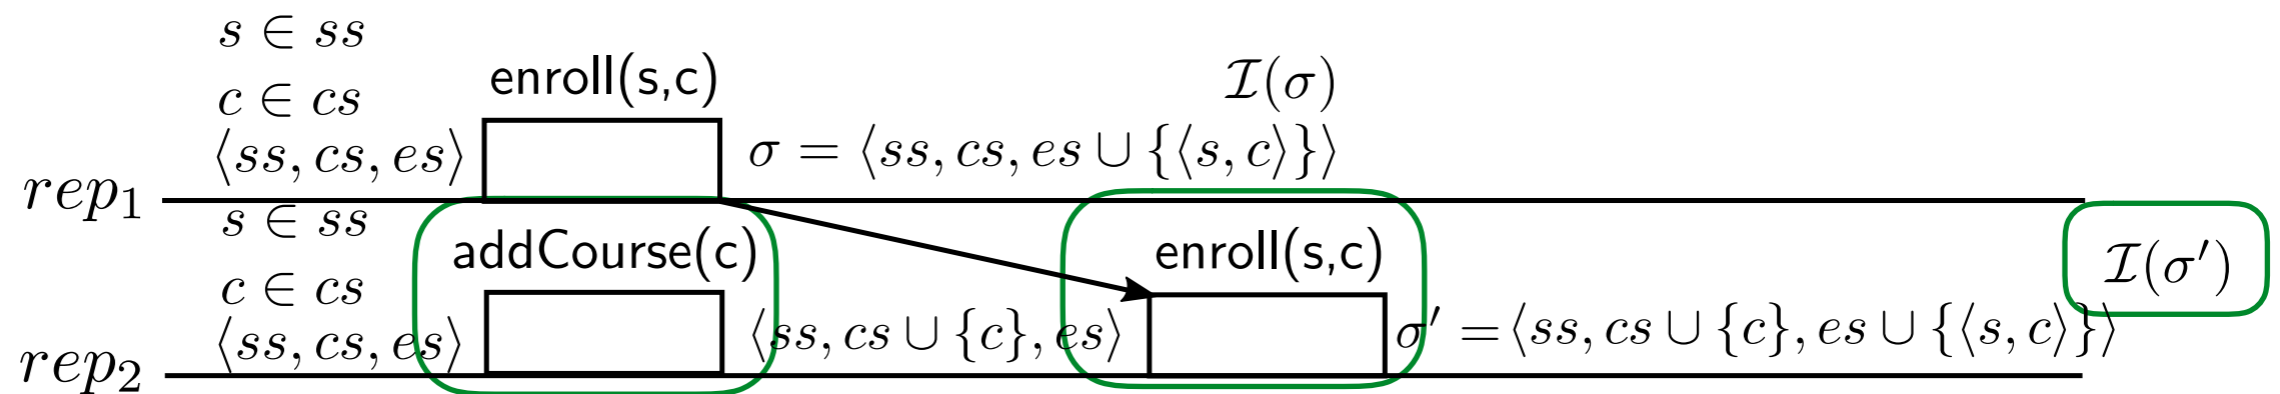 s ∈ ss
c ∈ cs
enroll(s,c)
I(σ)
⟨ss, cs, es⟩
σ = ⟨ss, cs, es ∪ {⟨s, c⟩}⟩
rep₁
s ∈ ss
addCourse(c)
enroll(s,c)
I(σ′)
c ∈ cs
⟨ss, cs, es⟩
⟨ss, cs ∪ {c}, es⟩
σ′ = ⟨ss, cs ∪ {c}, es ∪ {⟨s, c⟩}⟩
rep₂